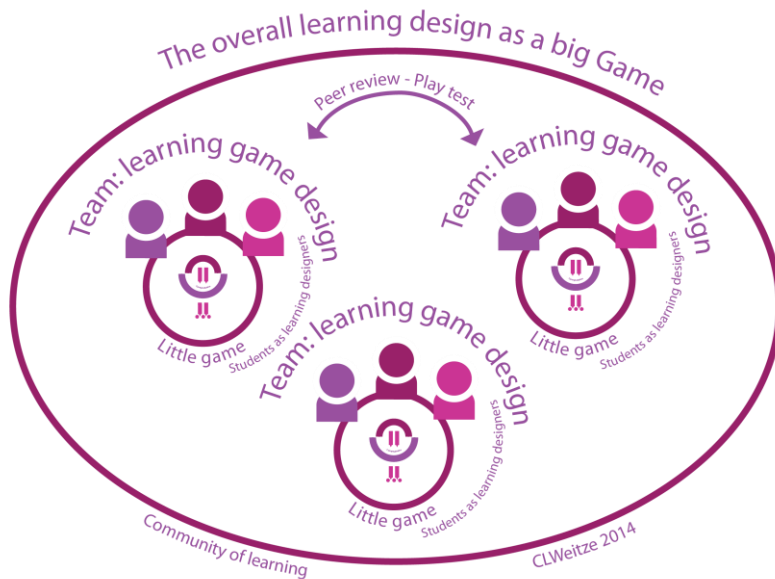 The overall learning design as a big Game
Peer review - Play test
Team: learning game design
Students as learning designers
Little game
Team: learning game design
Students as learning designers
Little game
Team: learning game design
Students as learning designers
Little game
Community of learning
CLWeitze 2014